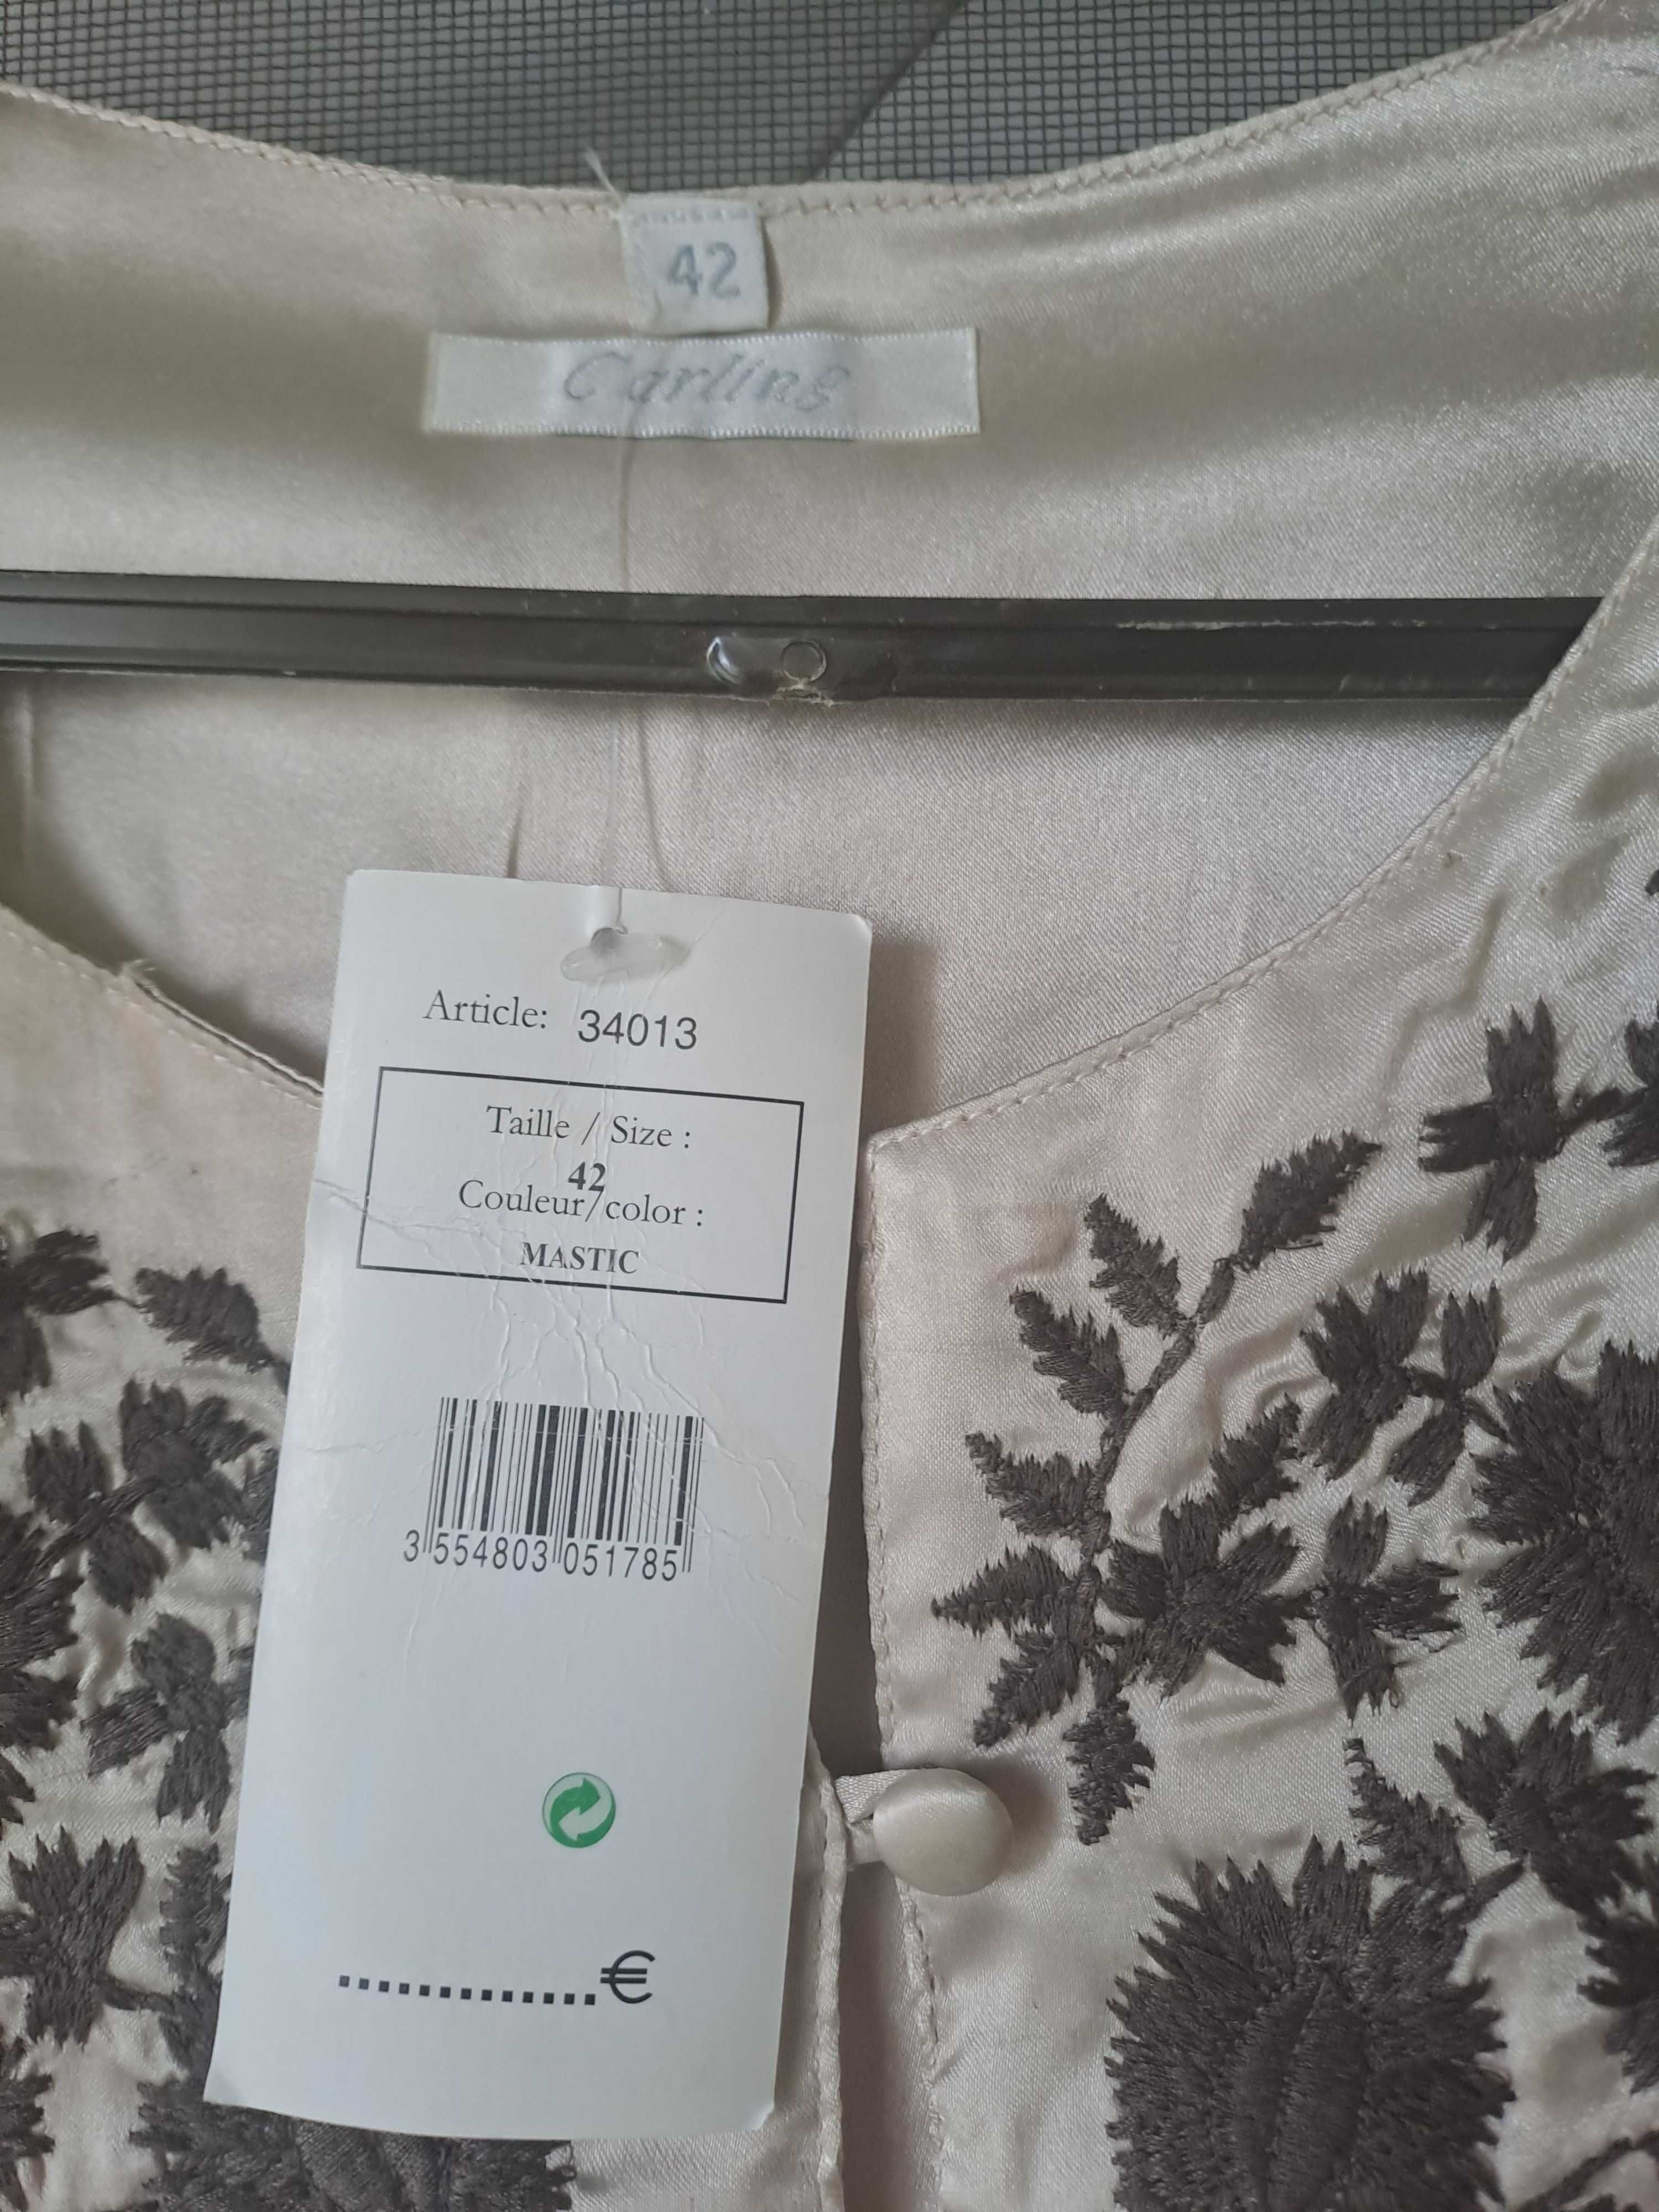 42
Carling
Article: 34013
Taille / Size :
42
Couleur/color :
MASTIC
3 554803 051785
.............€